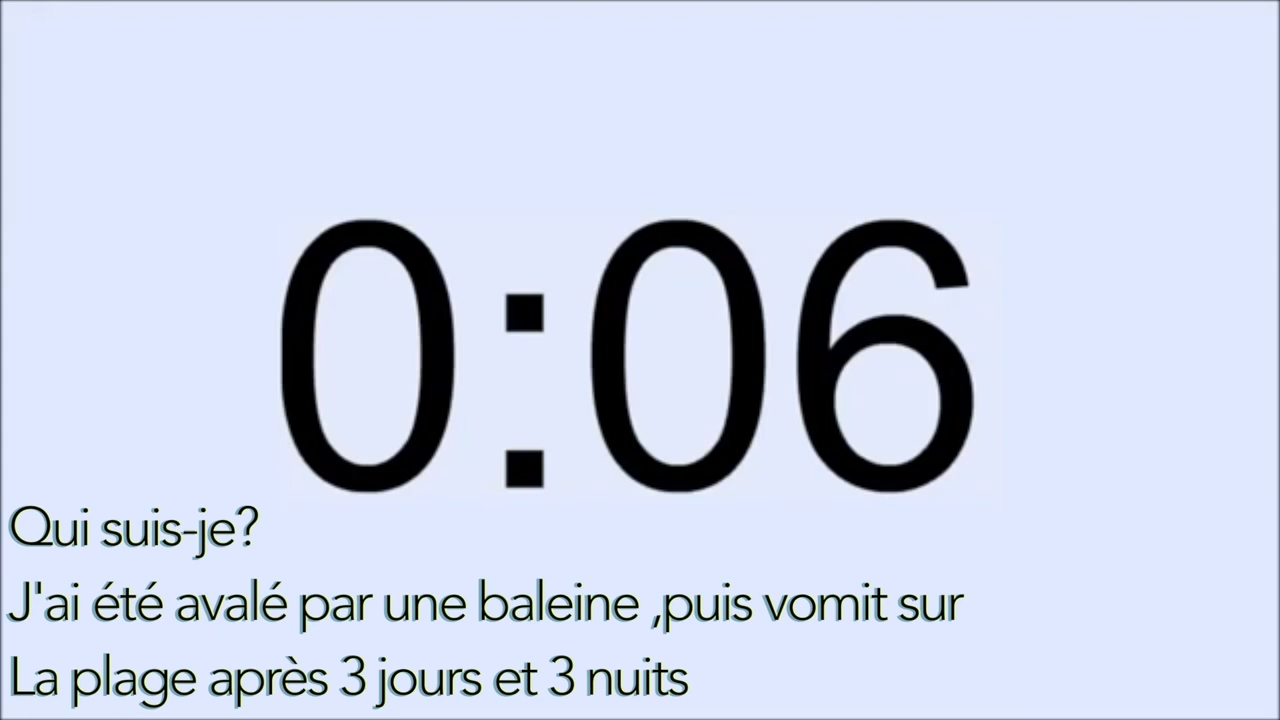 0:06
Qui suis-je?
J'ai été avalé par une baleine ,puis vomit sur
La plage après 3 jours et 3 nuits